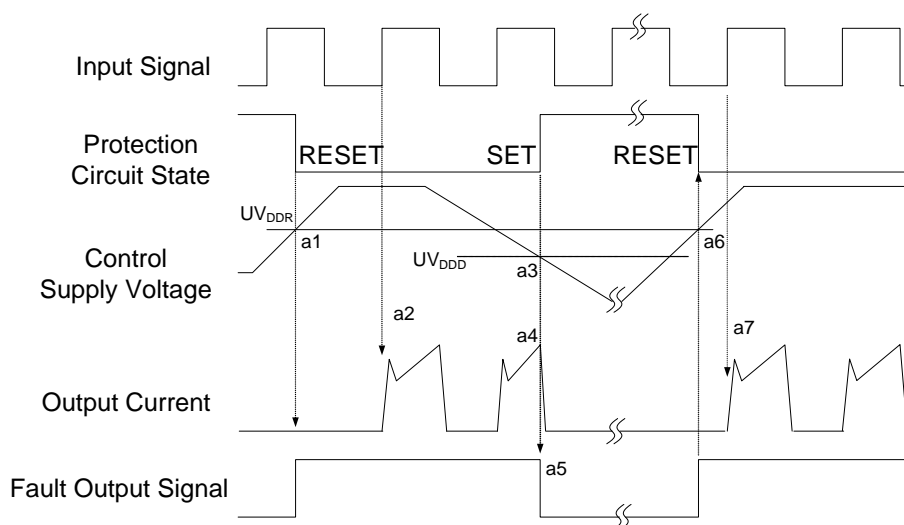 Input Signal
Protection
Circuit State
RESET
SET
RESET
UVDDR
a1
a6
Control
Supply Voltage
UVDDD
a3
a2
a4
a7
Output Current
a5
Fault Output Signal